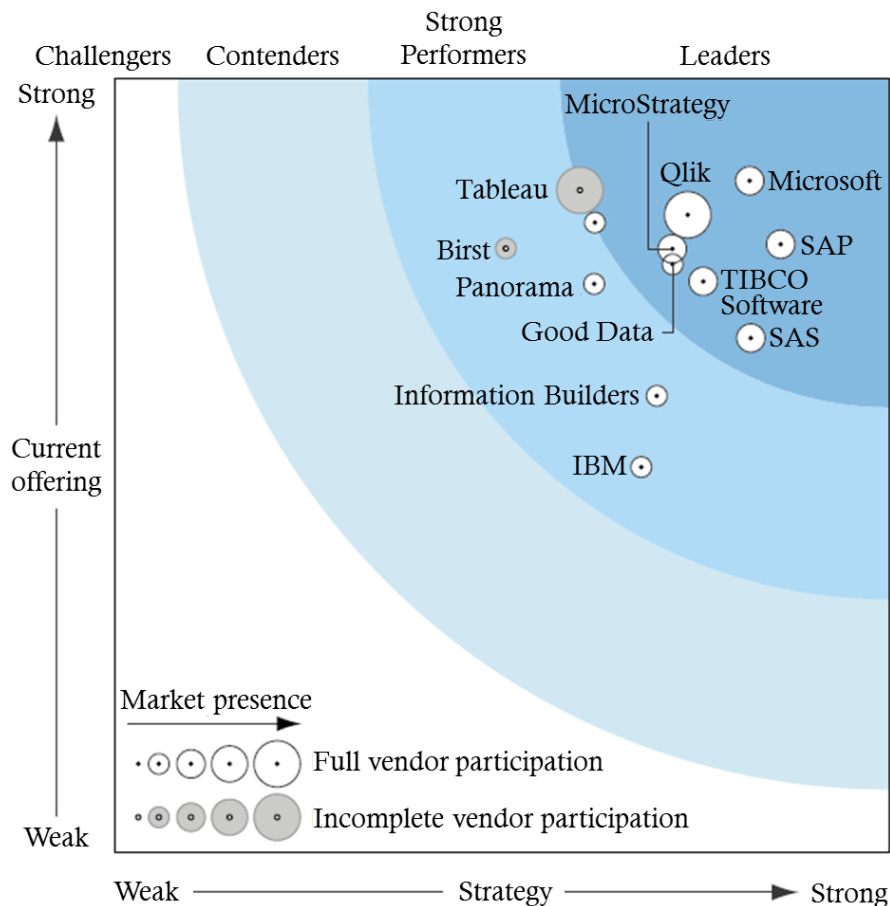 Strong
Challengers Contenders Performers Leaders
Strong
MicroStrategy
Qlik
Tableau
Microsoft
Birst
SAP
Panorama
TIBCO
Software
Good Data
SAS
Information Builders
Current
offering
IBM
Market presence
Full vendor participation
Incomplete vendor participation
Weak
Weak Strategy Strong